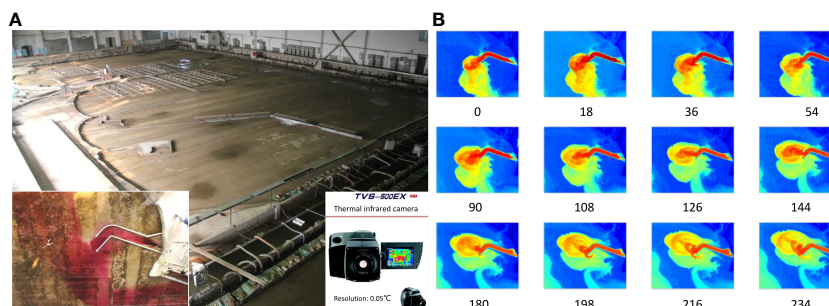 A
TVS-500EX
Thermal infrared camera
Resolution: 0.05℃
B
0 18 36 54
90 108 126 144
180 198 216 234